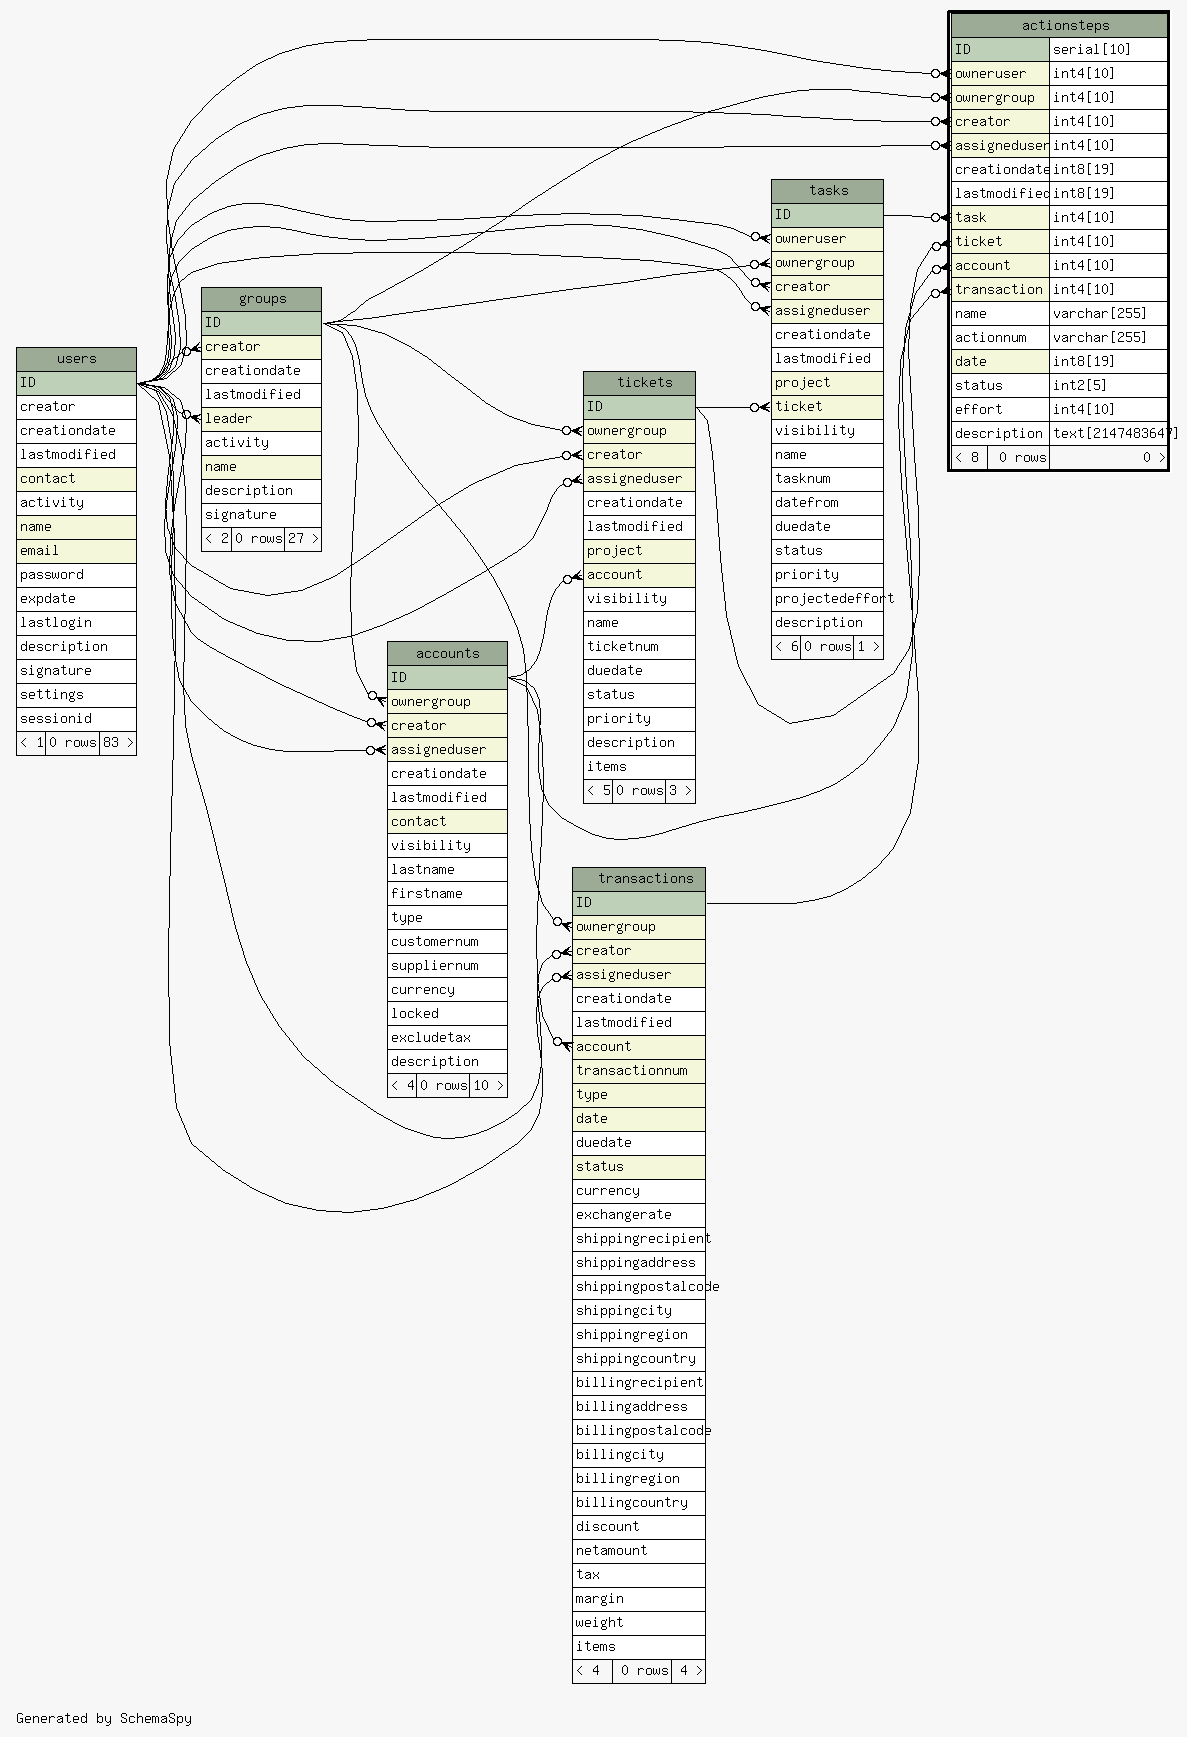 actionsteps
ID serial[10]
owneruser int4[10]
ownergroup int4[10]
creator int4[10]
assigneduser int4[10]
creationdate int8[19]
lastmodified int8[19]
task int4[10]
ticket int4[10]
account int4[10]
transaction int4[10]
name varchar[255]
actionnum varchar[255]
date int8[19]
status int2[5]
effort int4[10]
description text[2147483647]
< 8 0 rows 0 >
tasks
ID
owneruser
ownergroup
creator
assigneduser
creationdate
lastmodified
project
ticket
visibility
name
tasknum
datefrom
duedate
status
priority
projectedeffort
description
< 6 0 rows 1 >
groups
ID
creator
creationdate
lastmodified
leader
activity
name
description
signature
< 2 0 rows 27 >
users
ID
creator
creationdate
lastmodified
contact
activity
name
email
password
expdate
lastlogin
description
signature
settings
sessionid
< 1 0 rows 83 >
tickets
ID
ownergroup
creator
assigneduser
creationdate
lastmodified
project
account
visibility
name
ticketnum
duedate
status
priority
description
items
< 5 0 rows 3 >
accounts
ID
ownergroup
creator
assigneduser
creationdate
lastmodified
contact
visibility
lastname
firstname
type
customernum
suppliernum
currency
locked
excludetax
description
< 4 0 rows 10 >
transactions
ID
ownergroup
creator
assigneduser
creationdate
lastmodified
account
transactionnum
type
date
duedate
status
currency
exchangerate
shippingrecipient
shippingaddress
shippingpostalcode
shippingcity
shippingregion
shippingcountry
billingrecipient
billingaddress
billingpostalcode
billingcity
billingregion
billingcountry
discount
netamount
tax
margin
weight
items
< 4 0 rows 4 >
Generated by SchemaSpy